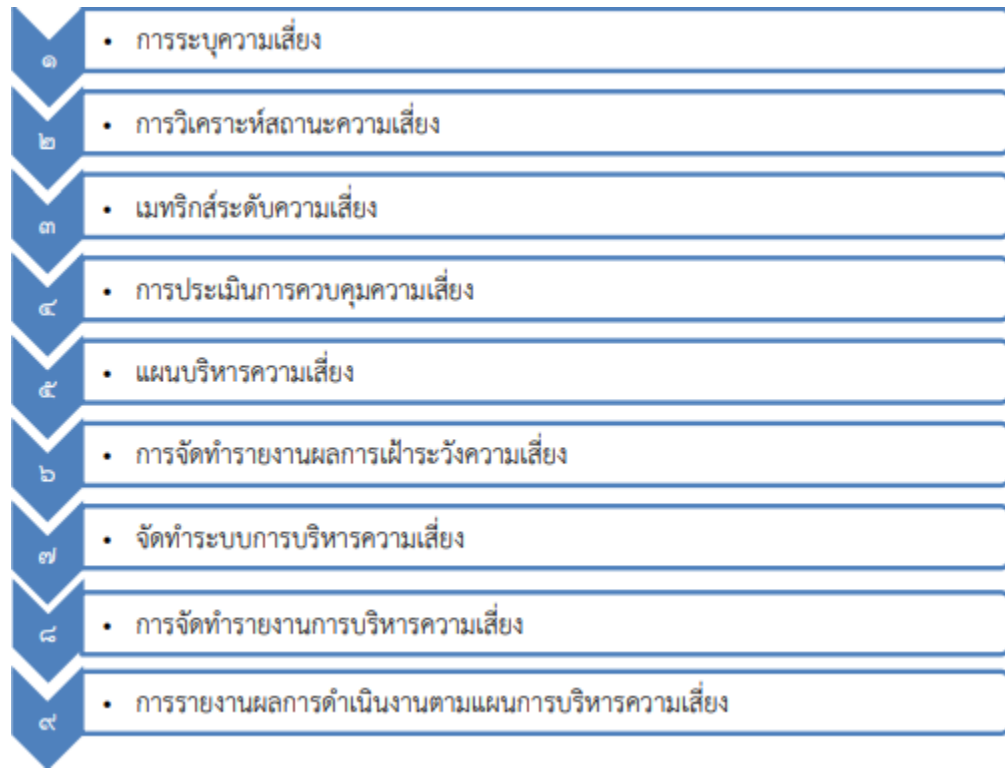 ๑ • การระบุความเสี่ยง
๒ • การวิเคราะห์สถานะความเสี่ยง
๓ • เมทริกส์ระดับความเสี่ยง
๔ • การประเมินการควบคุมความเสี่ยง
๕ • แผนบริหารความเสี่ยง
๖ • การจัดทำรายงานผลการเฝ้าระวังความเสี่ยง
๗ • จัดทำระบบการบริหารความเสี่ยง
๘ • การจัดทำรายงานการบริหารความเสี่ยง
๙ • การรายงานผลการดำเนินงานตามแผนการบริหารความเสี่ยง